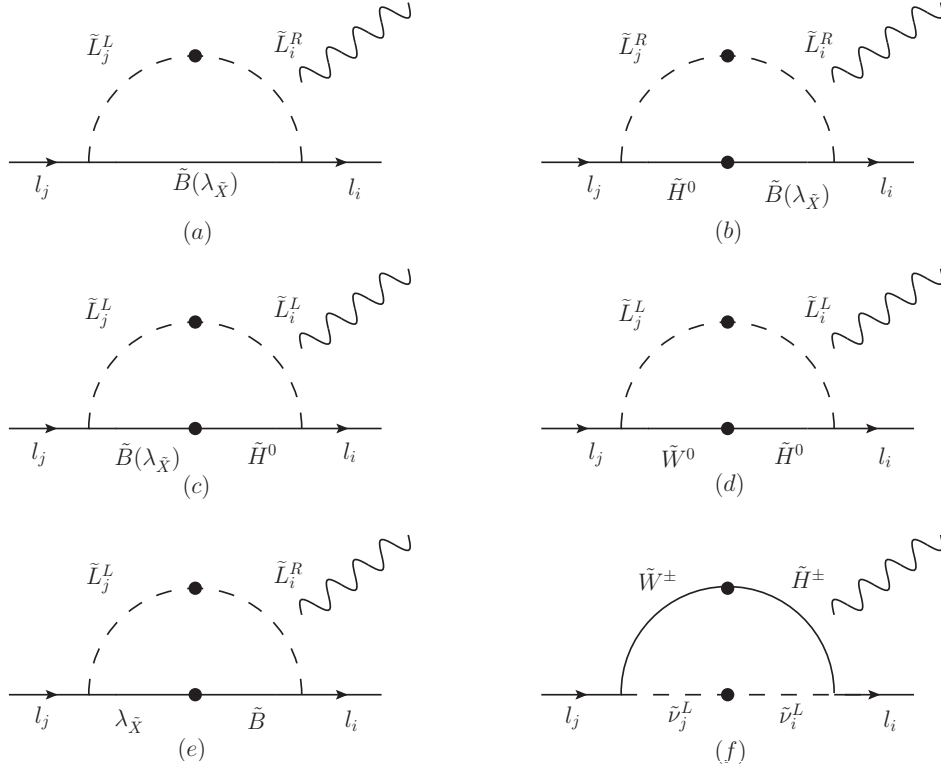 L̃_j^L L̃_i^R L̃_j^R L̃_i^R
l_j B̃(λ_X̃) l_i l_j H̃^0 B̃(λ_X̃) l_i
(a) (b)
L̃_j^L L̃_i^L L̃_j^L L̃_i^L
l_j B̃(λ_X̃) H̃^0 l_i l_j W̃^0 H̃^0 l_i
(c) (d)
L̃_j^L L̃_i^R W̃^± H̃^±
l_j λ_X̃ B̃ l_i l_j ν̃_j^L ν̃_i^L l_i
(e) (f)